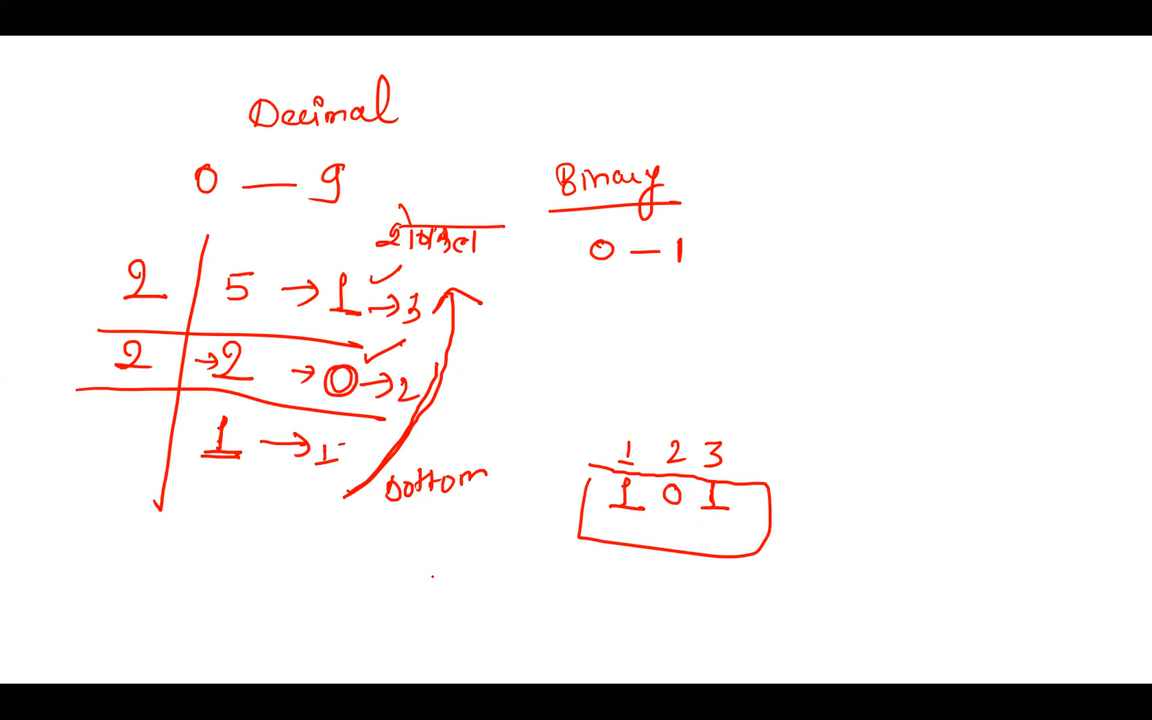 Decimal
0 — 9
Binary
0 — 1
2 5 → 1 → 3
2 → 2 → 0 → 2
1 → 1
bottom
1 2 3
1 0 1